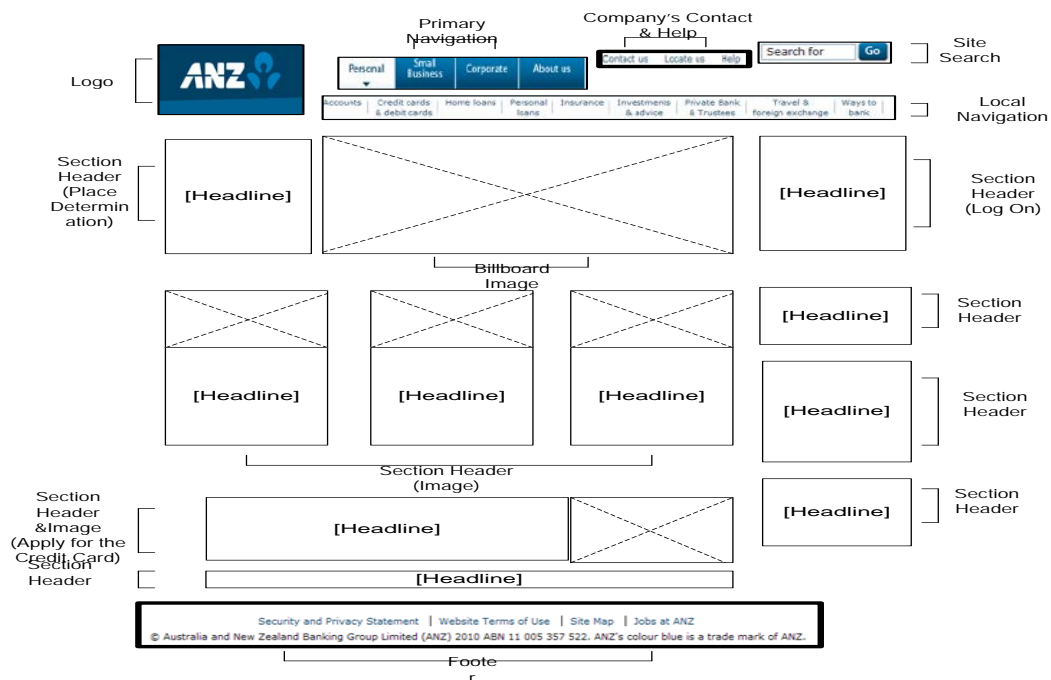 Primary
Navigation
Company's Contact
& Help
Logo
ANZ
Personal
Small
Business
Corporate
About us
Contact us Locate us Help
Search for Go
Site
Search
Accounts
Credit cards
& debit cards
Home loans
Personal
loans
Insurance
Investments
& advice
Private Bank
& Trustees
Travel &
foreign exchange
Ways to
bank
Local
Navigation
Section
Header
(Place
Determin
ation)
[Headline]
[Headline]
Section
Header
(Log On)
Billboard
Image
[Headline]
[Headline]
[Headline]
[Headline]
Section
Header
[Headline]
Section
Header
Section Header
(Image)
Section
Header
&Image
(Apply for the
Credit Card)
[Headline]
[Headline]
Section
Header
Section
Header
[Headline]
Security and Privacy Statement | Website Terms of Use | Site Map | Jobs at ANZ
© Australia and New Zealand Banking Group Limited (ANZ) 2010 ABN 11 005 357 522. ANZ's colour blue is a trade mark of ANZ.
Foote
r